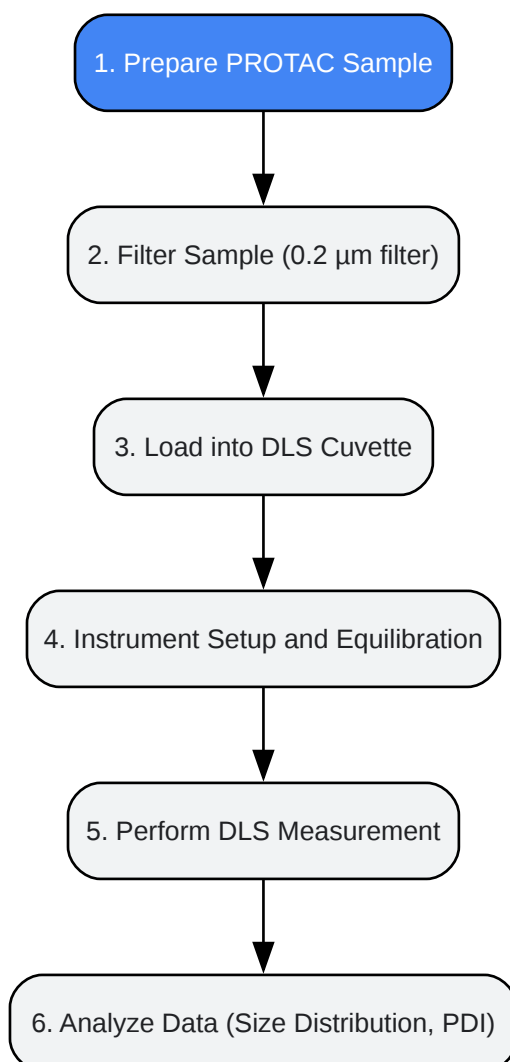 1. Prepare PROTAC Sample
2. Filter Sample (0.2 µm filter)
3. Load into DLS Cuvette
4. Instrument Setup and Equilibration
5. Perform DLS Measurement
6. Analyze Data (Size Distribution, PDI)